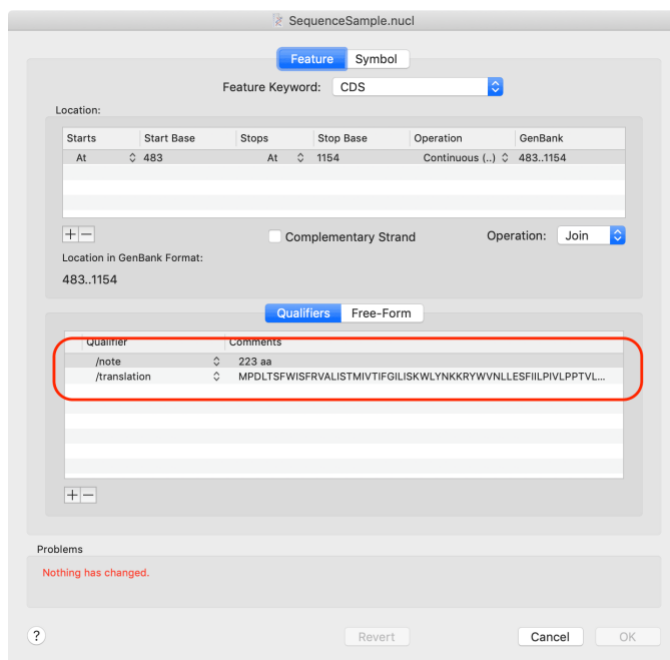 SequenceSample.nucl
Feature Symbol
Feature Keyword: CDS
Location:
Starts Start Base Stops Stop Base Operation GenBank
At 483 At 1154 Continuous (..) 483..1154
+ −
Complementary Strand Operation: Join
Location in GenBank Format:
483..1154
Qualifiers Free-Form
Qualifier Comments
/note 223 aa
/translation MPDLTSFWISFRVALISTMIVTIFGILISKWLYNKKRYWVNLLESFIILPIVLPPTVL...
+ −
Problems
Nothing has changed.
? Revert Cancel OK